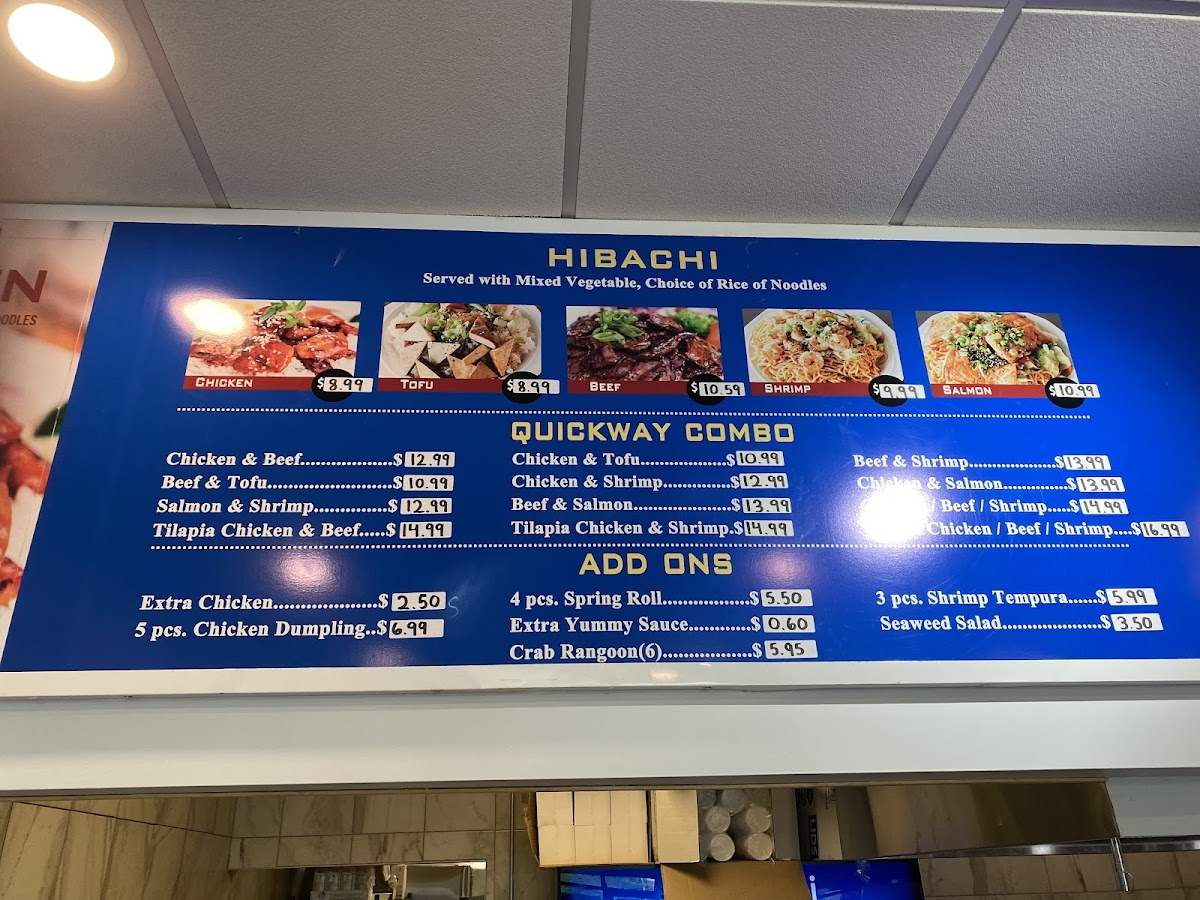 N
OODLES
HIBACHI
Served with Mixed Vegetable, Choice of Rice of Noodles
CHICKEN $8.99
TOFU $8.99
BEEF $10.59
SHRIMP $9.99
SALMON $10.99
QUICKWAY COMBO
Chicken & Beef....................$12.99
Beef & Tofu...........................$10.99
Salmon & Shrimp................$12.99
Tilapia Chicken & Beef.....$14.99
Chicken & Tofu...................$10.99
Chicken & Shrimp...............$12.99
Beef & Salmon.....................$13.99
Tilapia Chicken & Shrimp.$14.99
Beef & Shrimp...................$13.99
Chicken & Salmon..............$13.99
/ Beef / Shrimp.....$14.99
Chicken / Beef / Shrimp....$16.99
ADD ONS
Extra Chicken.......................$2.50
5 pcs. Chicken Dumpling..$6.99
4 pcs. Spring Roll...................$5.50
Extra Yummy Sauce.............$0.60
Crab Rangoon(6)...................$5.95
3 pcs. Shrimp Tempura......$5.99
Seaweed Salad.....................$3.50